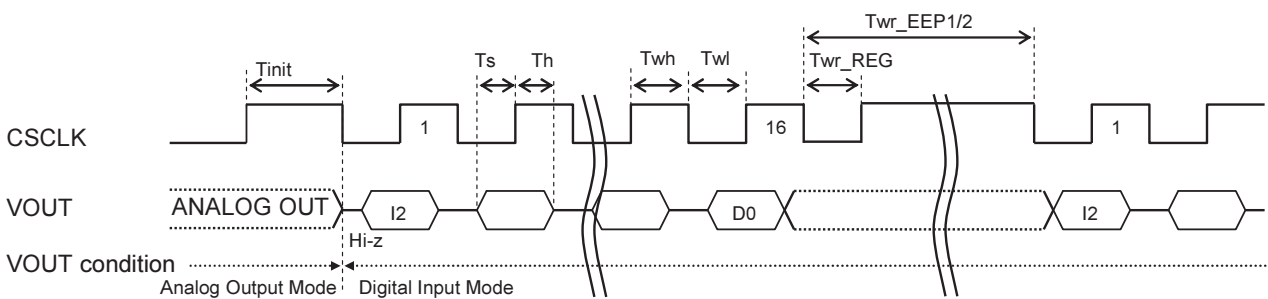 Twr_EEP1/2
Tinit Ts Th Twh Twl Twr_REG
CSCLK 1 16 1
VOUT ANALOG OUT I2 D0 I2
Hi-z
VOUT condition
Analog Output Mode Digital Input Mode